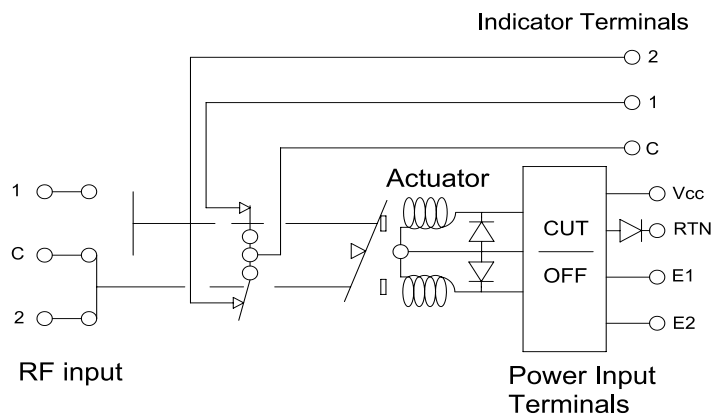 Indicator Terminals
2
1
C
Actuator
1
C
2
RF input
CUT
OFF
Vcc
RTN
E1
E2
Power Input
Terminals